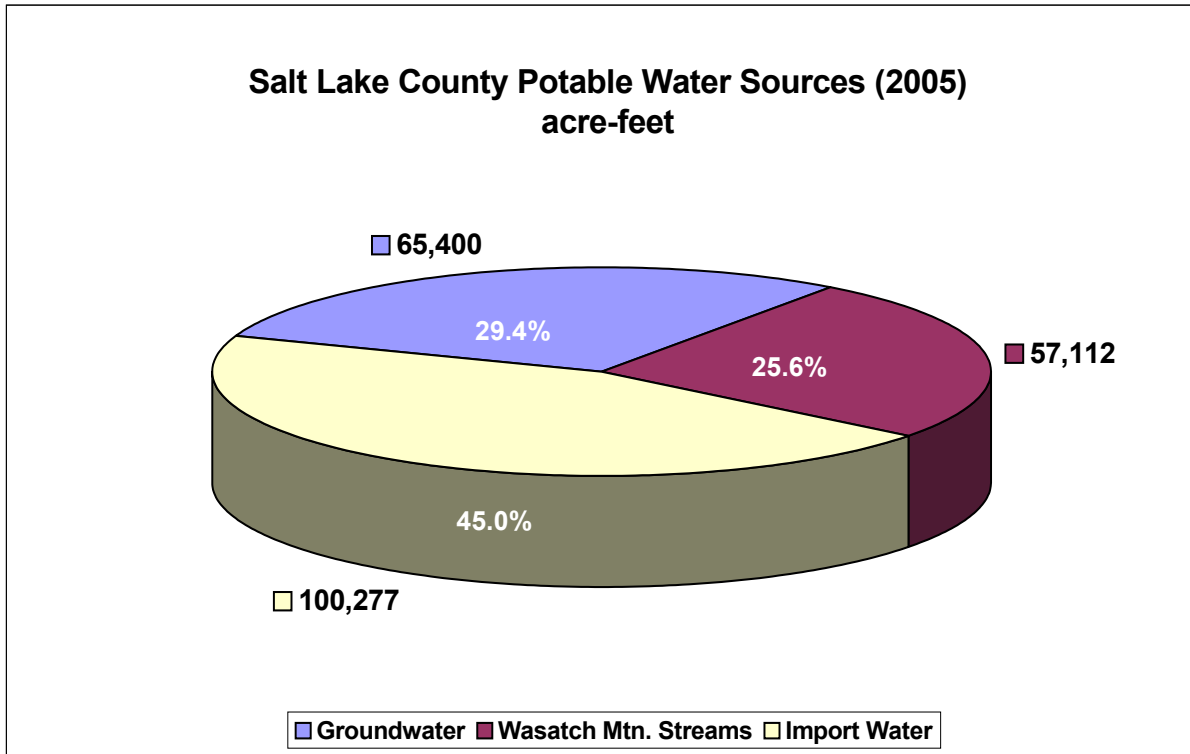 Salt Lake County Potable Water Sources (2005)
acre-feet
65,400
29.4%
25.6%
57,112
45.0%
100,277
Groundwater Wasatch Mtn. Streams Import Water